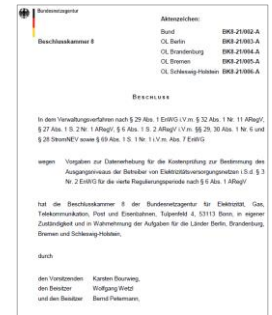 Bundesnetzagentur
Aktenzeichen:
Bund BK8-21/002-A
Beschlusskammer 8 OL Berlin BK8-21/003-A
OL Brandenburg BK8-21/004-A
OL Bremen BK8-21/005-A
OL Schleswig-Holstein BK8-21/006-A
Beschluss
In dem Verwaltungsverfahren nach § 29 Abs. 1 EnWG i.V.m. § 32 Abs. 1 Nr. 11 ARegV,
§ 27 Abs. 1 S. 2 Nr. 1 ARegV, § 6 Abs. 1 S. 2 ARegV i.V.m. §§ 29, 30 Abs. 1 Nr. 6 und
§ 28 StromNEV sowie § 69 Abs. 1 S. 1 Nr. 1 i.V.m. Abs. 7 EnWG
wegen Vorgaben zur Datenerhebung für die Kostenprüfung zur Bestimmung des
Ausgangsniveaus der Betreiber von Elektrizitätsversorgungsnetzen i.S.d. § 3
Nr. 2 EnWG für die vierte Regulierungsperiode nach § 6 Abs. 1 ARegV
hat die Beschlusskammer 8 der Bundesnetzagentur für Elektrizität, Gas,
Telekommunikation, Post und Eisenbahnen, Tulpenfeld 4, 53113 Bonn, in eigener
Zuständigkeit und in Wahrnehmung der Aufgaben für die Länder Berlin, Brandenburg,
Bremen und Schleswig-Holstein,
durch
den Vorsitzenden Karsten Bourwieg,
den Beisitzer Wolfgang Wetzl
und den Beisitzer Bernd Petermann,